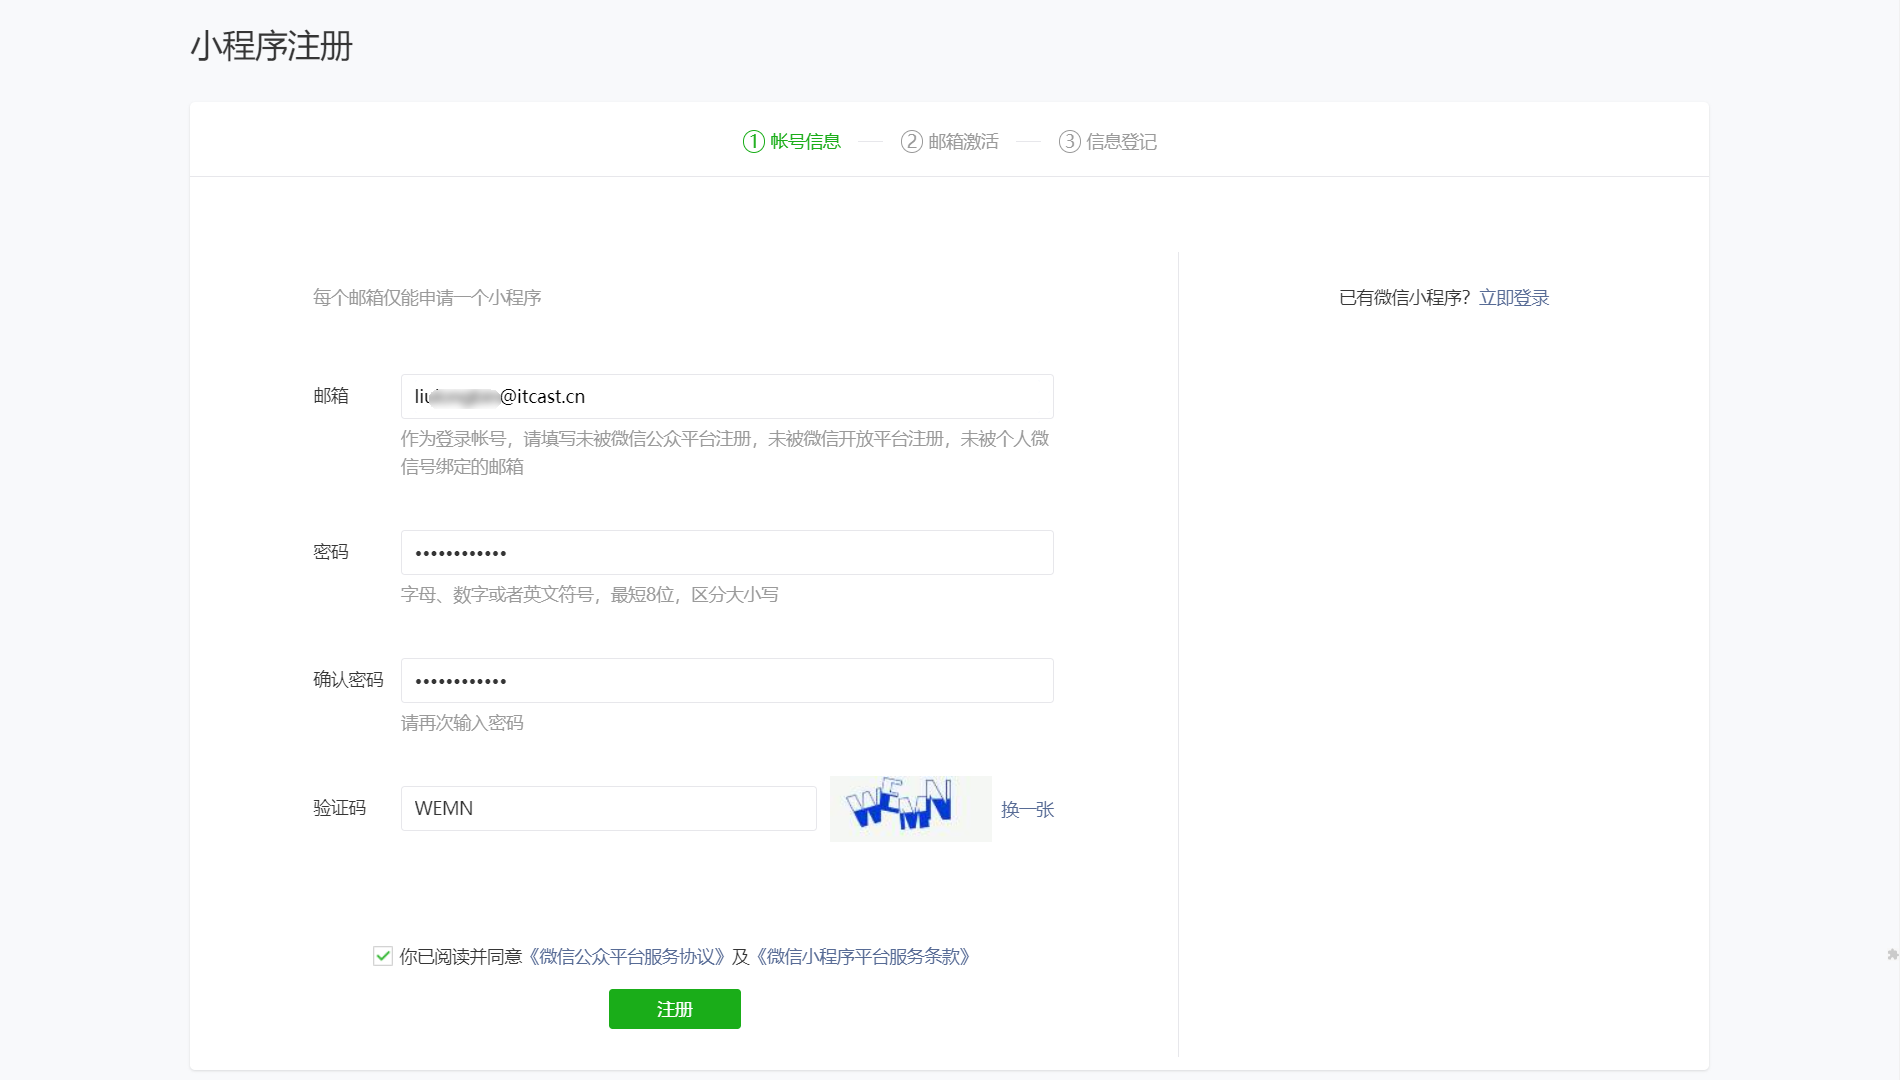 小程序注册
① 帐号信息 ② 邮箱激活 ③ 信息登记
每个邮箱仅能申请一个小程序
已有微信小程序？立即登录
邮箱
liu @itcast.cn
作为登录帐号，请填写未被微信公众平台注册，未被微信开放平台注册，未被个人微
信号绑定的邮箱
密码
••••••••••••
字母、数字或者英文符号，最短8位，区分大小写
确认密码
••••••••••••
请再次输入密码
验证码
WEMN
WEMN
换一张
你已阅读并同意《微信公众平台服务协议》及《微信小程序平台服务条款》
注册